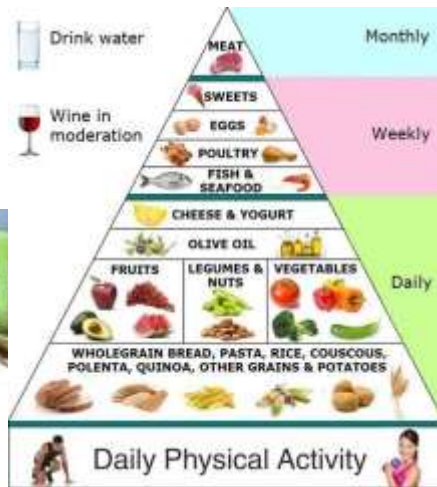 Drink water
Wine in
moderation
MEAT
Monthly
SWEETS
EGGS
POULTRY
FISH &
SEAFOOD
Weekly
CHEESE & YOGURT
OLIVE OIL
FRUITS
LEGUMES &
NUTS
VEGETABLES
Daily
WHOLEGRAIN BREAD, PASTA, RICE, COUSCOUS,
POLENTA, QUINOA, OTHER GRAINS & POTATOES
Daily Physical Activity